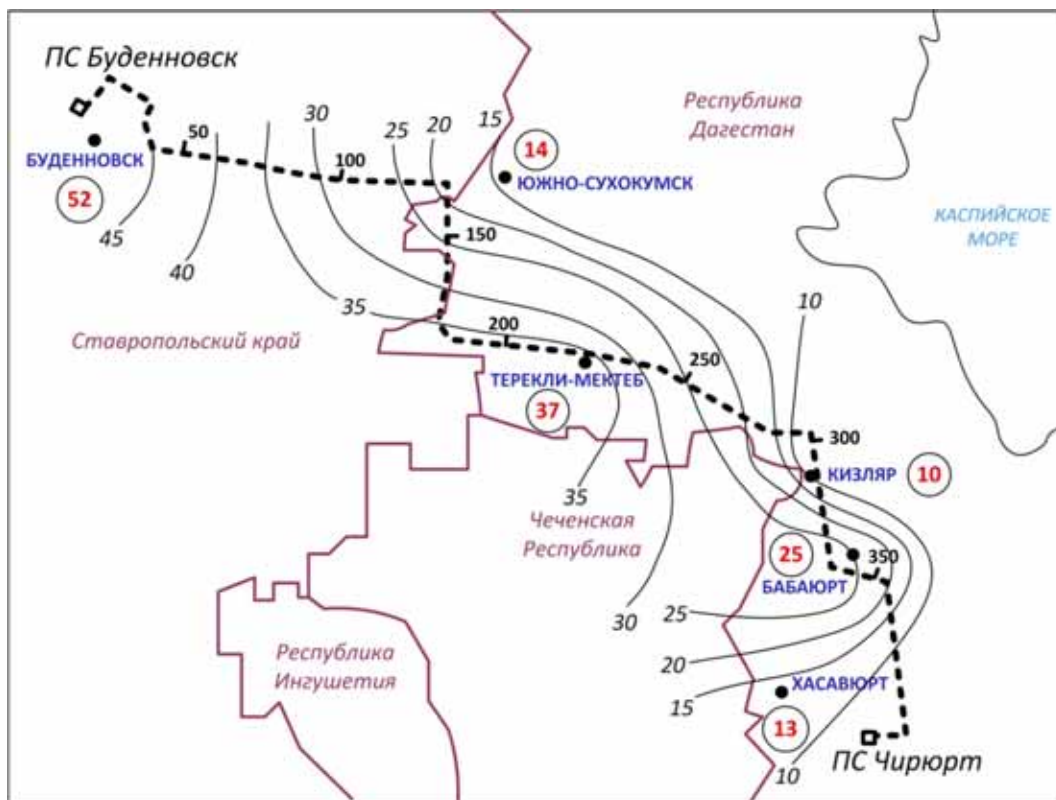 ПС Буденновск
БУДЕННОВСК
52
50
100
30
25
20
15
14
ЮЖНО-СУХОКУМСК
Республика
Дагестан
КАСПИЙСКОЕ
МОРЕ
45
40
35
150
Ставропольский край
200
ТЕРЕКЛИ-МЕКТЕБ
37
250
10
300
КИЗЛЯР
10
35
Чеченская
Республика
30
25
БАБАЮРТ
350
25
20
15
Республика
Ингушетия
ХАСАВЮРТ
13
10
ПС Чирюрт